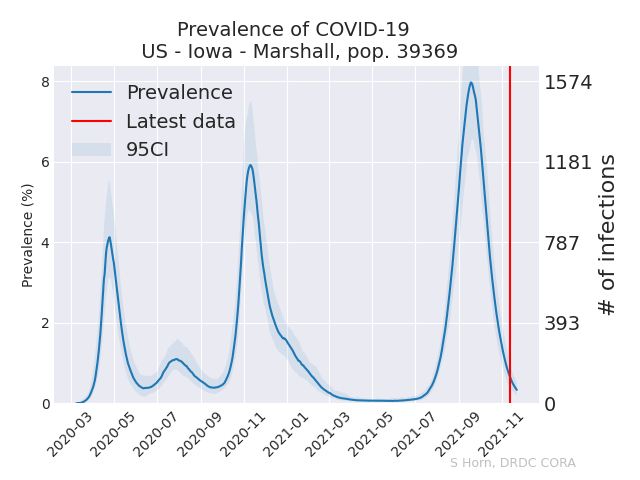 Prevalence of COVID-19
US - Iowa - Marshall, pop. 39369
Prevalence
Latest data
95CI
Prevalence (%)
8
6
4
2
0
1574
1181
787
393
0
# of infections
2020-03
2020-05
2020-07
2020-09
2020-11
2021-01
2021-03
2021-05
2021-07
2021-09
2021-11
S Horn, DRDC CORA